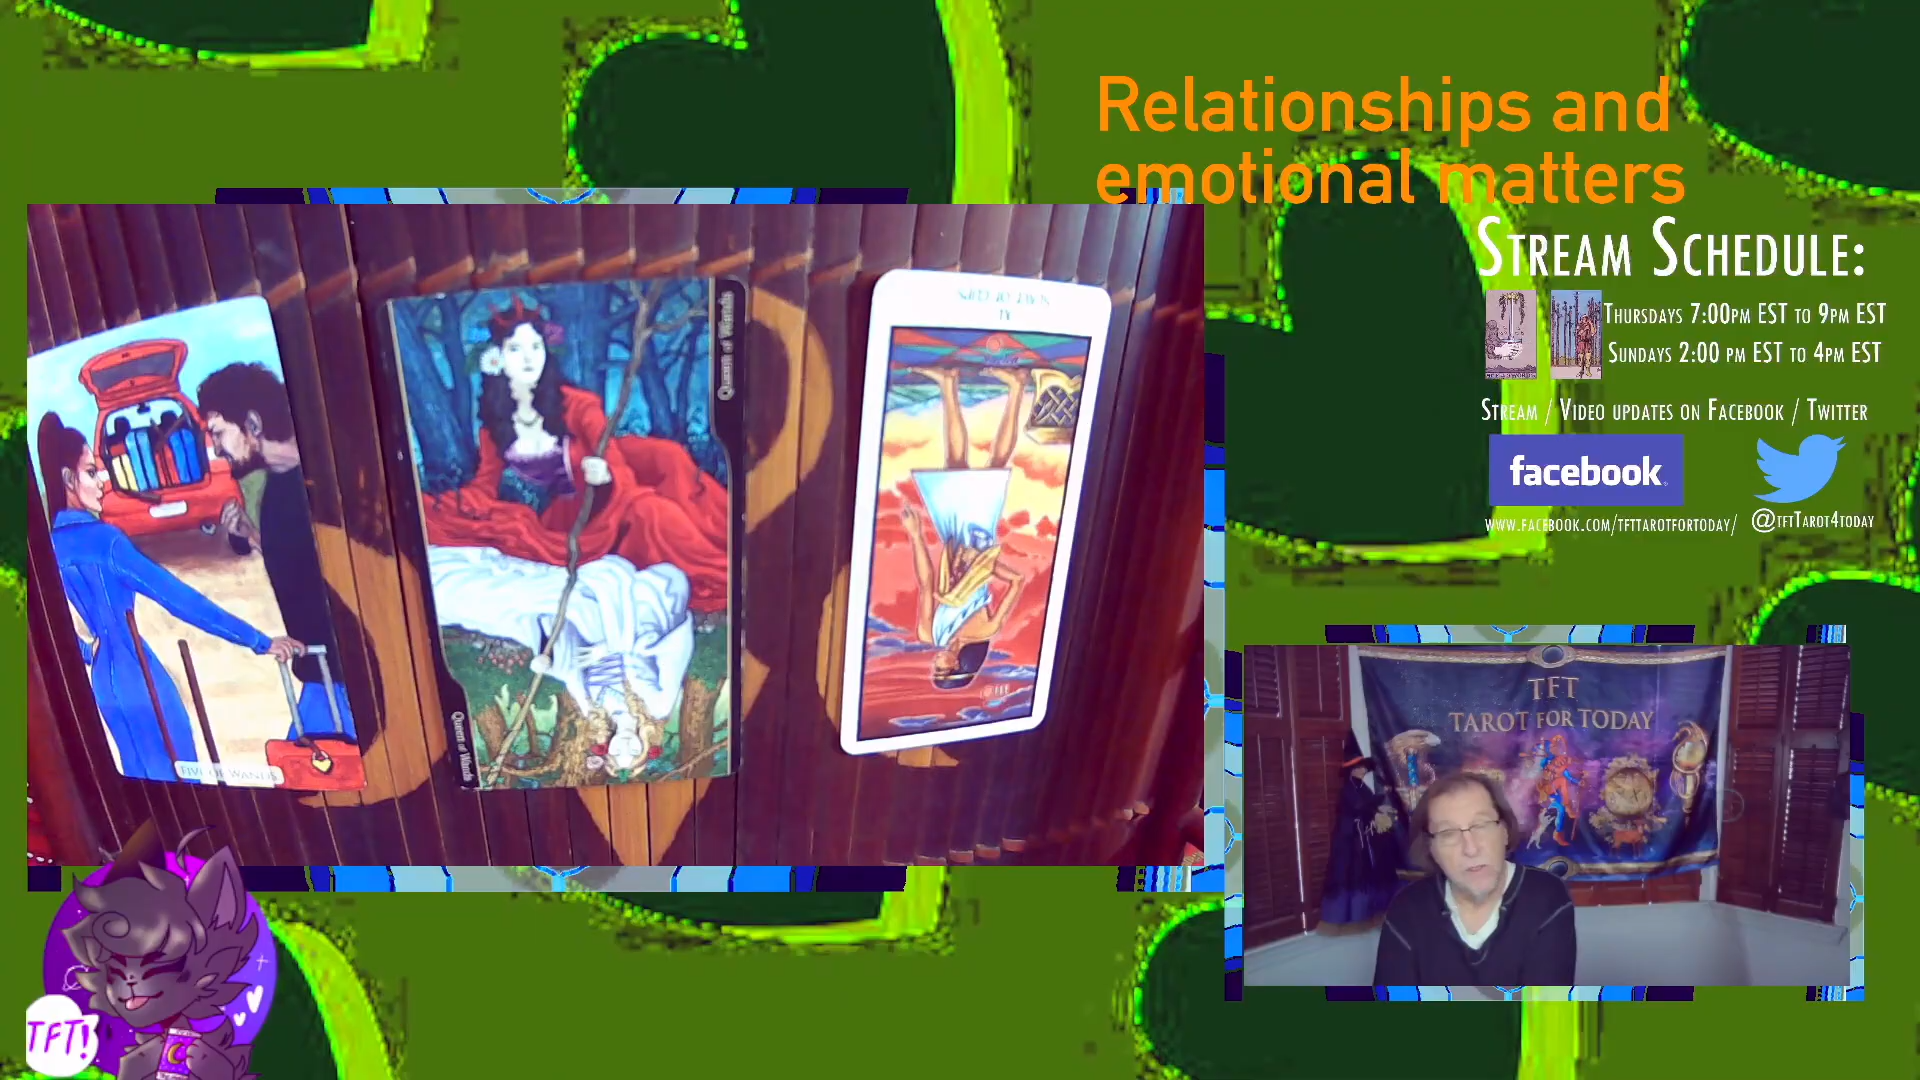 Relationships and
emotional matters
STREAM SCHEDULE:
THURSDAYS 7:00PM EST TO 9PM EST
SUNDAYS 2:00 PM EST TO 4PM EST
STREAM / VIDEO UPDATES ON FACEBOOK / TWITTER
facebook
WWW.FACEBOOK.COM/TFTTAROTFORTODAY/
@TFTTAROT4TODAY
Queen of Wands
Queen of Wands
FIVE OF WANDS
TFT
TAROT FOR TODAY
TFT!